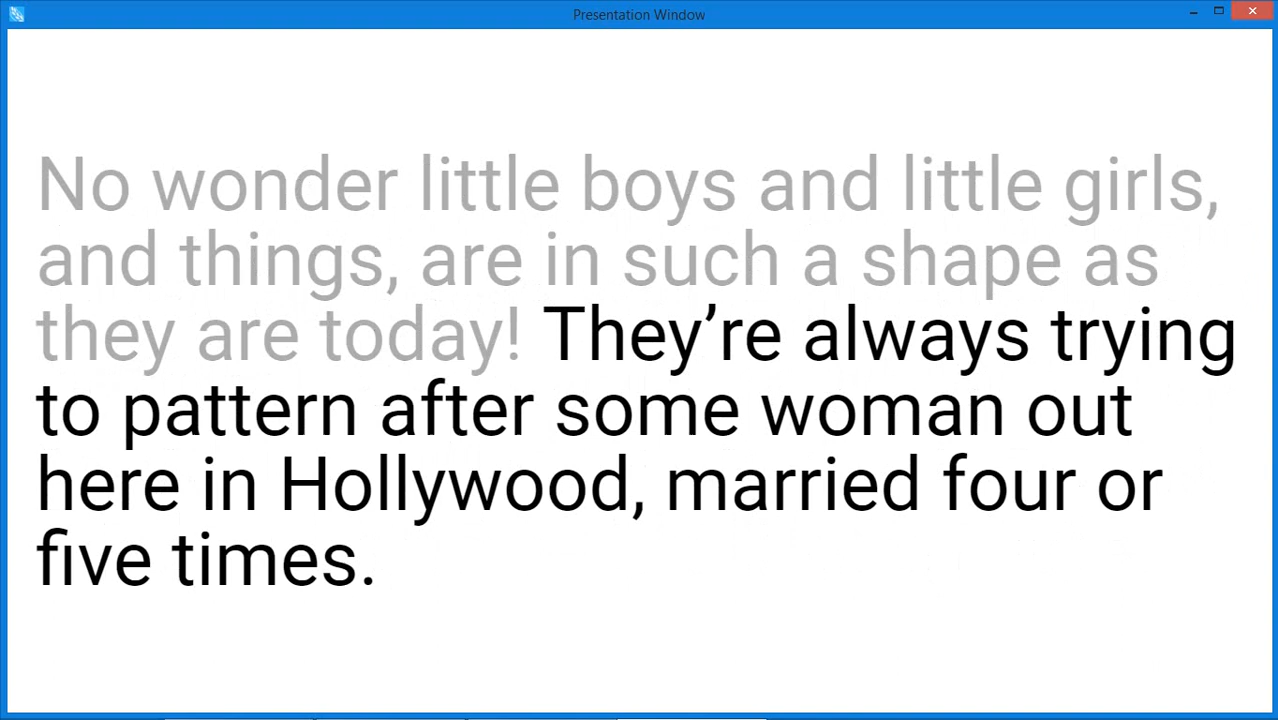 Presentation Window
No wonder little boys and little girls,
and things, are in such a shape as
they are today! They’re always trying
to pattern after some woman out
here in Hollywood, married four or
five times.